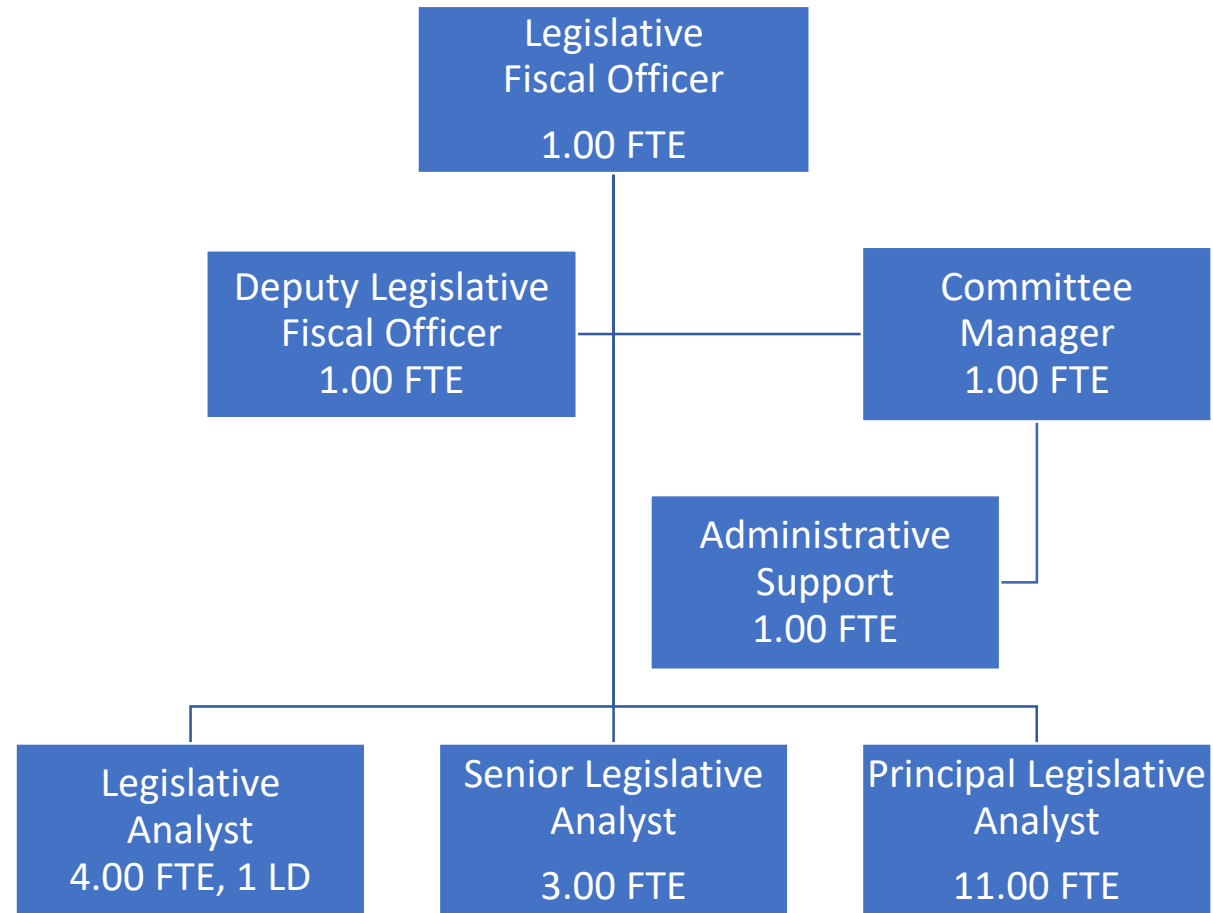 Legislative
Fiscal Officer
1.00 FTE
Deputy Legislative
Fiscal Officer
1.00 FTE
Committee
Manager
1.00 FTE
Administrative
Support
1.00 FTE
Legislative
Analyst
4.00 FTE, 1 LD
Senior Legislative
Analyst
3.00 FTE
Principal Legislative
Analyst
11.00 FTE